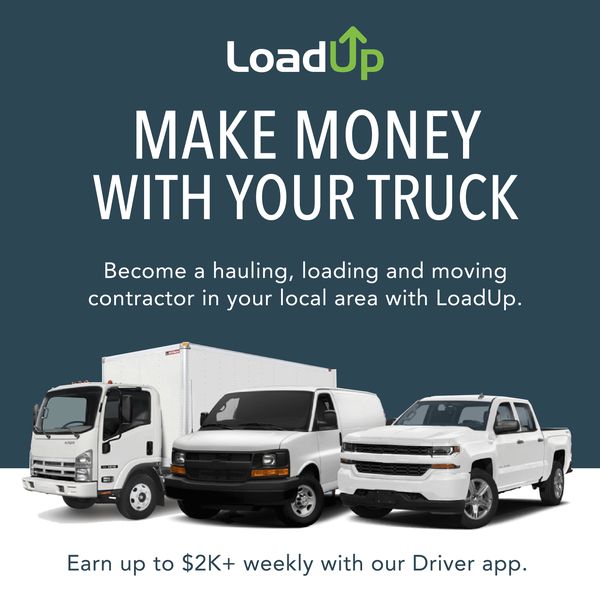 LoadUp
MAKE MONEY
WITH YOUR TRUCK
Become a hauling, loading and moving
contractor in your local area with LoadUp.
Earn up to $2K+ weekly with our Driver app.